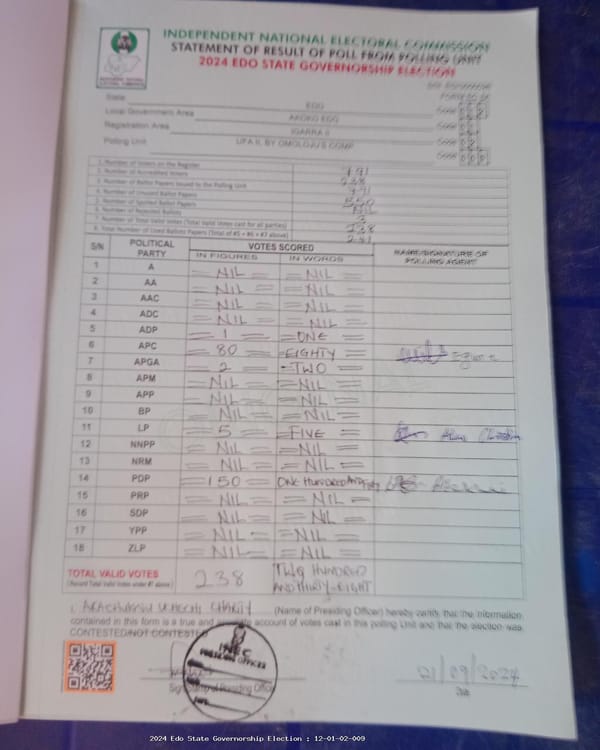 INDEPENDENT NATIONAL ELECTORAL COMMISSION
STATEMENT OF RESULT OF POLL FROM POLLING UNIT
2024 EDO STATE GOVERNORSHIP ELECTION
State EDO Code
Local Government Area AKOKO EDO Code
Registration Area IGARRA II Code
Polling Unit UFA II, BY OMOLOJU'S COMP Code
1. Number of Voters on the Register 791
2. Number of Accredited Voters 238
3. Number of Ballot Papers Issued to the Polling Unit 791
4. Number of Unused Ballot Papers 550
5. Number of Spoiled Ballot Papers NIL
6. Number of Rejected Ballots 3
7. Number of Total Valid Votes (Total Valid Votes cast for all parties) 238
8. Total Number of Used Ballot Papers (Total of #5 + #6 + #7 above) 241
S/N POLITICAL PARTY VOTES SCORED NAME/SIGNATURE OF POLLING AGENT
IN FIGURES IN WORDS
1 A NIL NIL
2 AA NIL NIL
3 AAC NIL NIL
4 ADC NIL NIL
5 ADP 1 ONE
6 APC 80 EIGHTY
7 APGA 2 TWO
8 APM NIL NIL
9 APP NIL NIL
10 BP NIL NIL
11 LP 5 FIVE
12 NNPP NIL NIL
13 NRM NIL NIL
14 PDP 150 ONE HUNDRED AND FIFTY
15 PRP NIL NIL
16 SDP NIL NIL
17 YPP NIL NIL
18 ZLP NIL NIL
TOTAL VALID VOTES 238 TWO HUNDRED
(Record Total Valid Votes under #7 above) AND THIRTY-EIGHT
I, CHARITY (Name of Presiding Officer) hereby certify that the information
contained in this form is a true and accurate account of votes cast in this polling Unit and that the election was
CONTESTED/NOT CONTESTED
INEC
PRESIDING OFFICER
21/09/2024
Sign/Stamp of Presiding Officer Date
2024 Edo State Governorship Election : 12-01-02-009